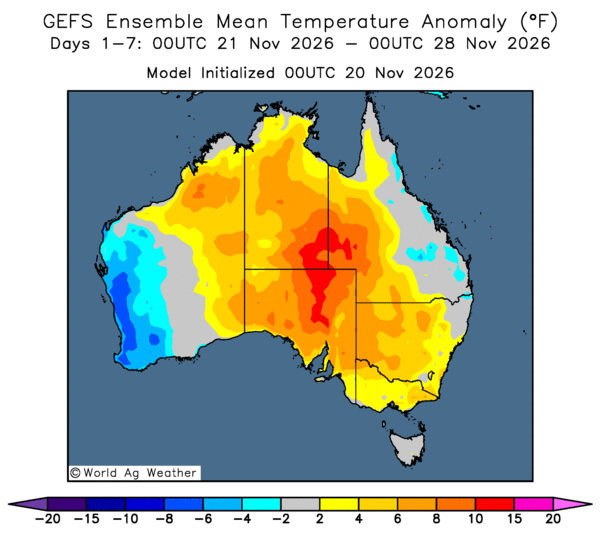 GEFS Ensemble Mean Temperature Anomaly (°F)
Days 1-7: 00UTC 21 Nov 2026 - 00UTC 28 Nov 2026
Model Initialized 00UTC 20 Nov 2026
© World Ag Weather
-20 -15 -10 -8 -6 -4 -2 2 4 6 8 10 15 20